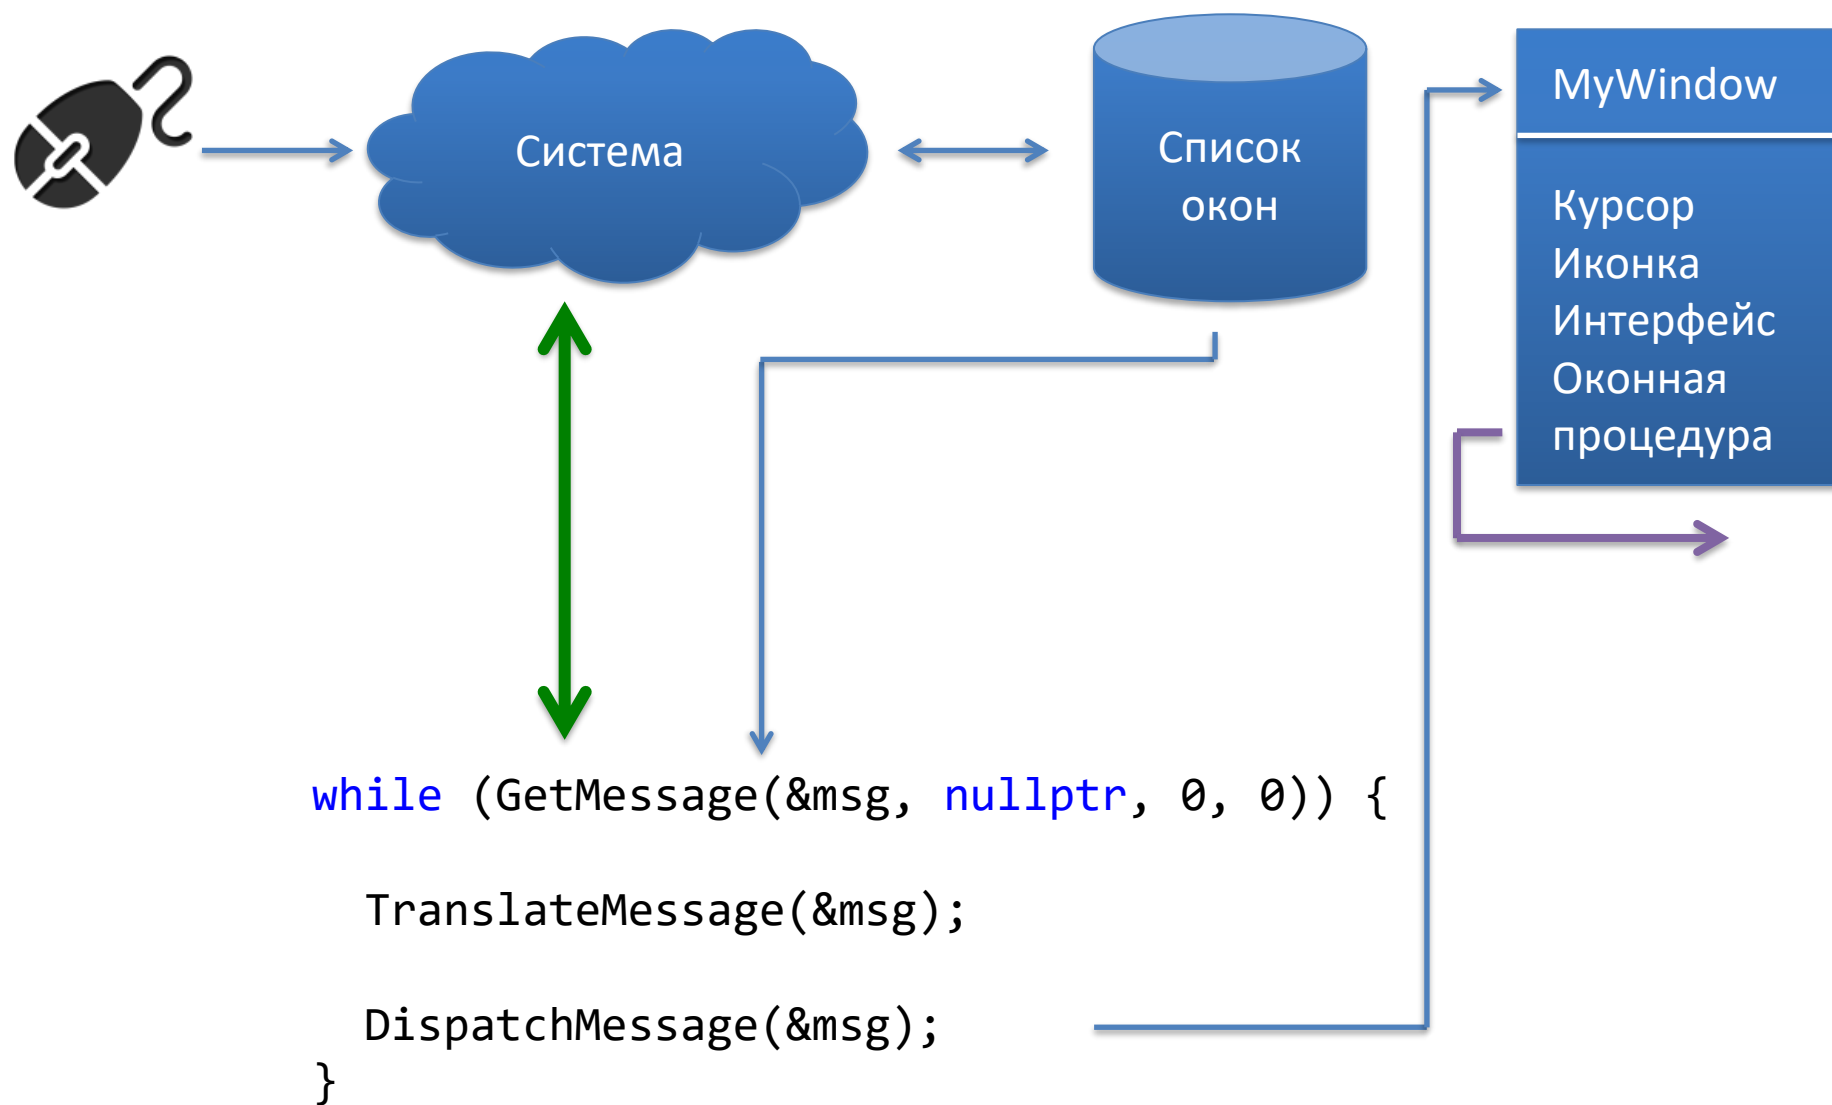 Система
Список
окон
MyWindow
Курсор
Иконка
Интерфейс
Оконная
процедура
while (GetMessage(&msg, nullptr, 0, 0)) {
TranslateMessage(&msg);
DispatchMessage(&msg);
}